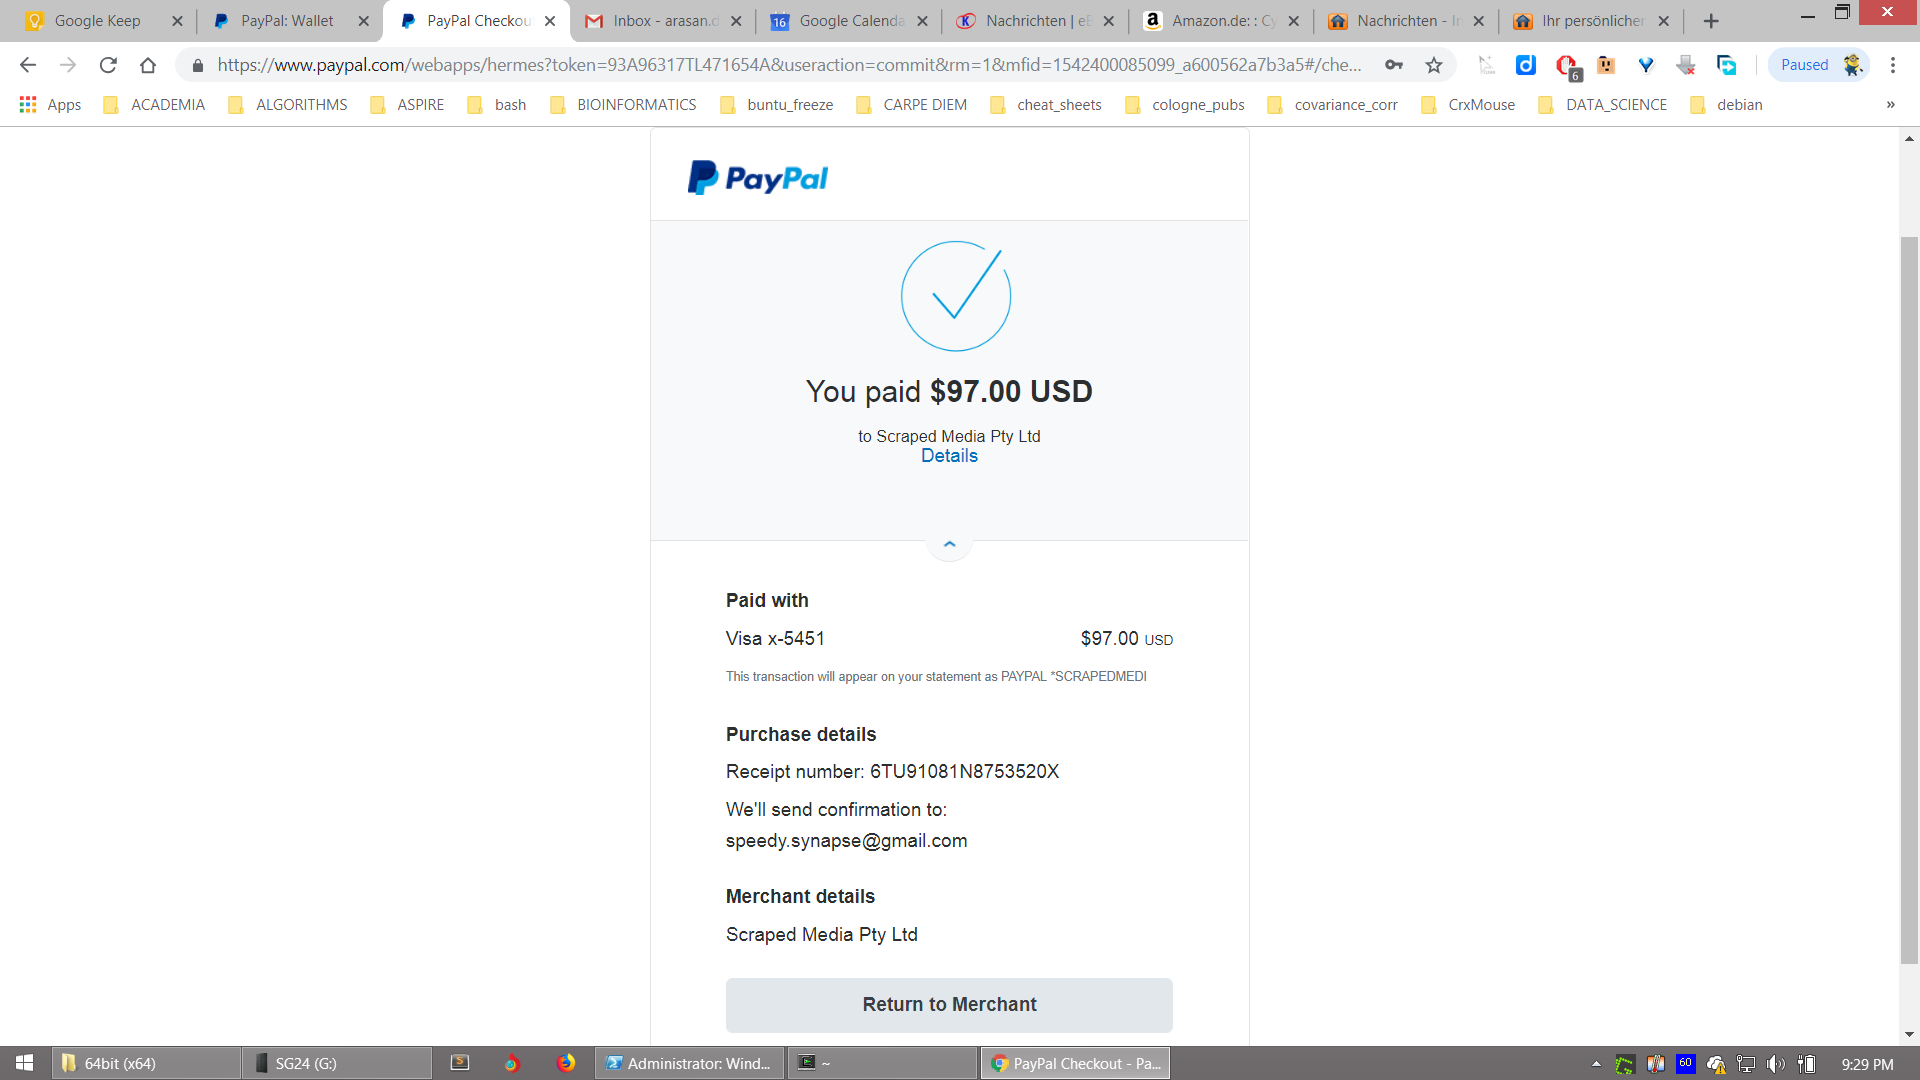 Google Keep
PayPal: Wallet
PayPal Checkou
Inbox - arasan.d
16
Google Calenda
K
Nachrichten | eB
a
Amazon.de: : Cy
Nachrichten - In
Ihr persönlicher
https://www.paypal.com/webapps/hermes?token=93A96317TL471654A&useraction=commit&rm=1&mfid=1542400085099_a600562a7b3a5#/che...
d
6
Paused
Apps
ACADEMIA
ALGORITHMS
ASPIRE
bash
BIOINFORMATICS
buntu_freeze
CARPE DIEM
cheat_sheets
cologne_pubs
covariance_corr
CrxMouse
DATA_SCIENCE
debian
»
PayPal
You paid $97.00 USD
to Scraped Media Pty Ltd
Details
Paid with
Visa x-5451 $97.00 USD
This transaction will appear on your statement as PAYPAL *SCRAPEDMEDI
Purchase details
Receipt number: 6TU91081N8753520X
We'll send confirmation to:
speedy.synapse@gmail.com
Merchant details
Scraped Media Pty Ltd
Return to Merchant
64bit (x64)
SG24 (G:)
S
Administrator: Wind...
~
PayPal Checkout - Pa...
60
9:29 PM